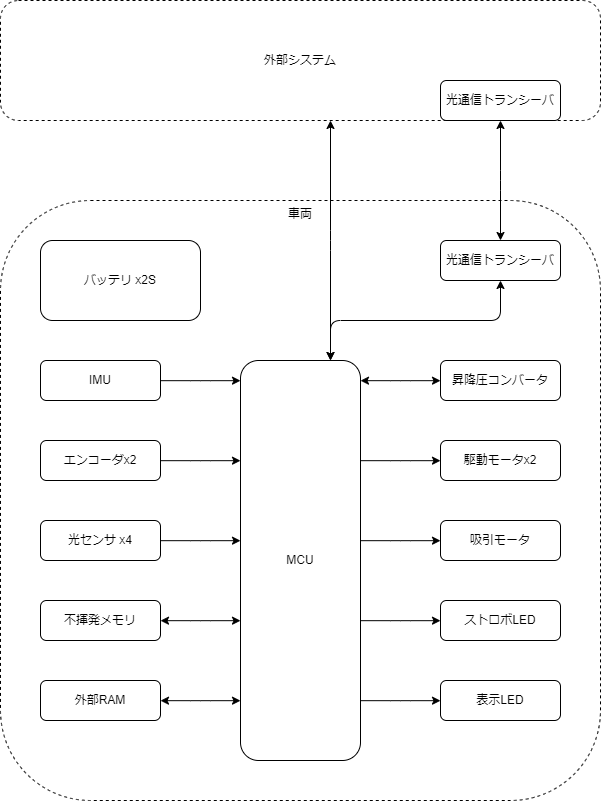 外部システム
光通信トランシーバ
車両
光通信トランシーバ
バッテリ x2S
IMU
昇降圧コンバータ
エンコーダx2
駆動モータx2
光センサ x4
吸引モータ
MCU
不揮発メモリ
ストロボLED
外部RAM
表示LED